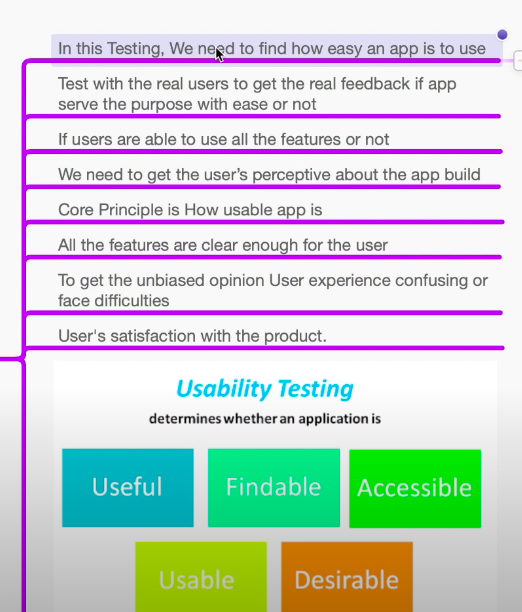 In this Testing, We need to find how easy an app is to use
Test with the real users to get the real feedback if app
serve the purpose with ease or not
If users are able to use all the features or not
We need to get the user's perceptive about the app build
Core Principle is How usable app is
All the features are clear enough for the user
To get the unbiased opinion User experience confusing or
face difficulties
User's satisfaction with the product.
Usability Testing
determines whether an application is
Useful
Findable
Accessible
Usable
Desirable